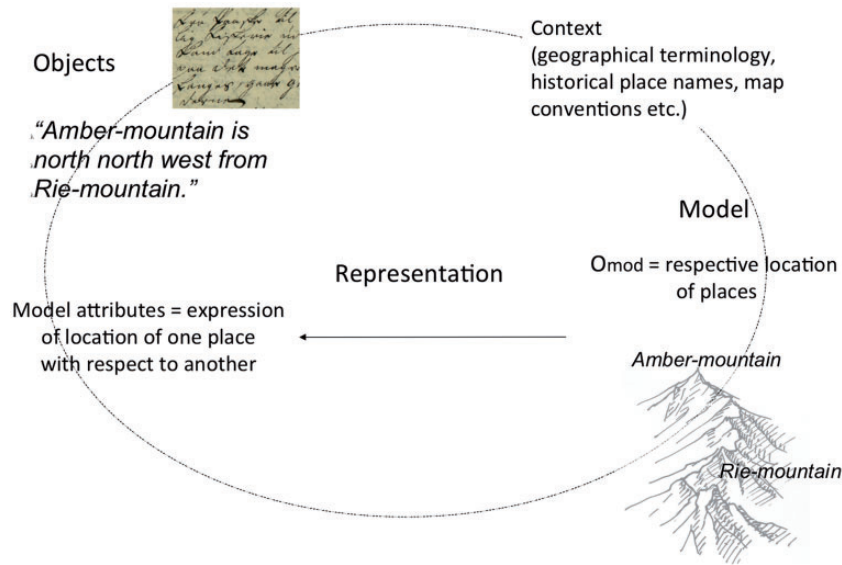 Objects
Context
(geographical terminology,
historical place names, map
conventions etc.)
“Amber-mountain is
north north west from
Rie-mountain.”
Model
Omod = respective location
of places
Representation
Model attributes = expression
of location of one place
with respect to another
Amber-mountain
Rie-mountain